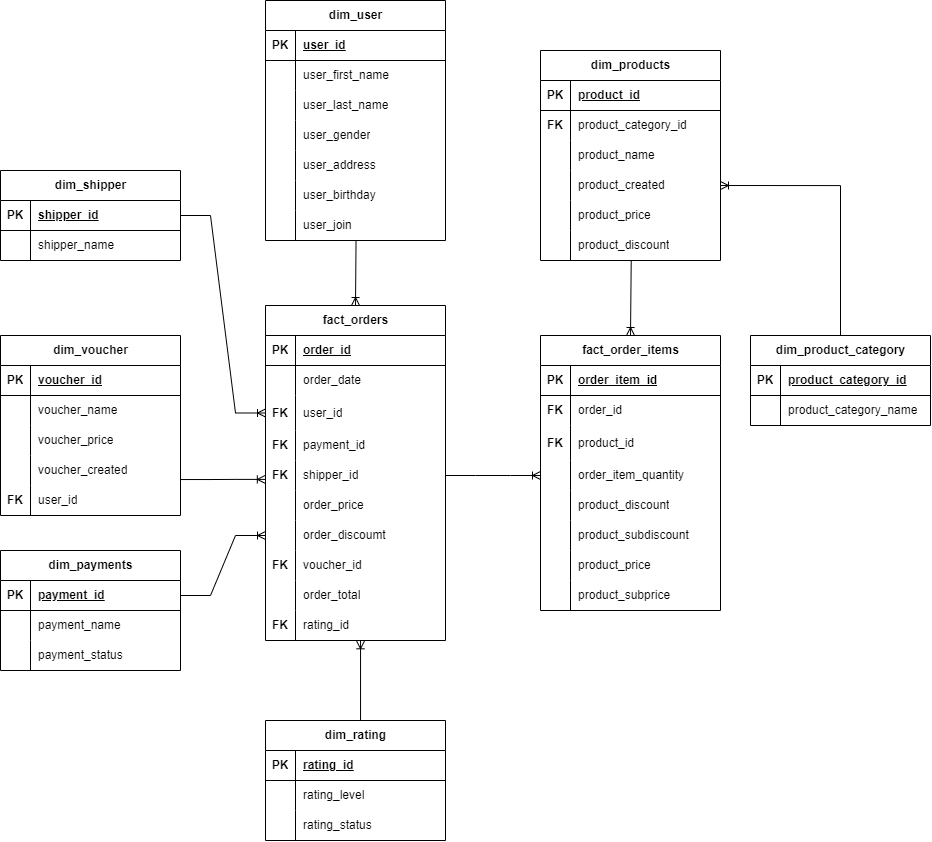 dim_user
PK user_id
user_first_name
user_last_name
user_gender
user_address
user_birthday
user_join
dim_products
PK product_id
FK product_category_id
product_name
product_created
product_price
product_discount
dim_shipper
PK shipper_id
shipper_name
fact_orders
PK order_id
order_date
FK user_id
FK payment_id
FK shipper_id
order_price
order_discoumt
FK voucher_id
order_total
FK rating_id
dim_voucher
PK voucher_id
voucher_name
voucher_price
voucher_created
FK user_id
fact_order_items
PK order_item_id
FK order_id
FK product_id
order_item_quantity
product_discount
product_subdiscount
product_price
product_subprice
dim_product_category
PK product_category_id
product_category_name
dim_payments
PK payment_id
payment_name
payment_status
dim_rating
PK rating_id
rating_level
rating_status